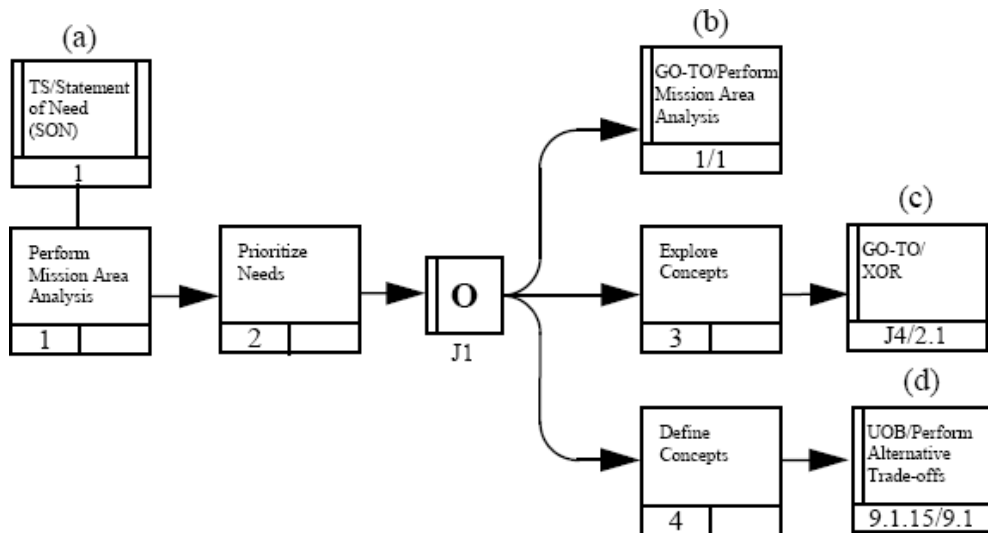 (a)
TS/Statement
of Need
(SON)
1
Perform
Mission Area
Analysis
1
Prioritize
Needs
2
O
J1
(b)
GO-TO/Perform
Mission Area
Analysis
1/1
Explore
Concepts
3
(c)
GO-TO/
XOR
J4/2.1
Define
Concepts
4
(d)
UOB/Perform
Alternative
Trade-offs
9.1.15/9.1